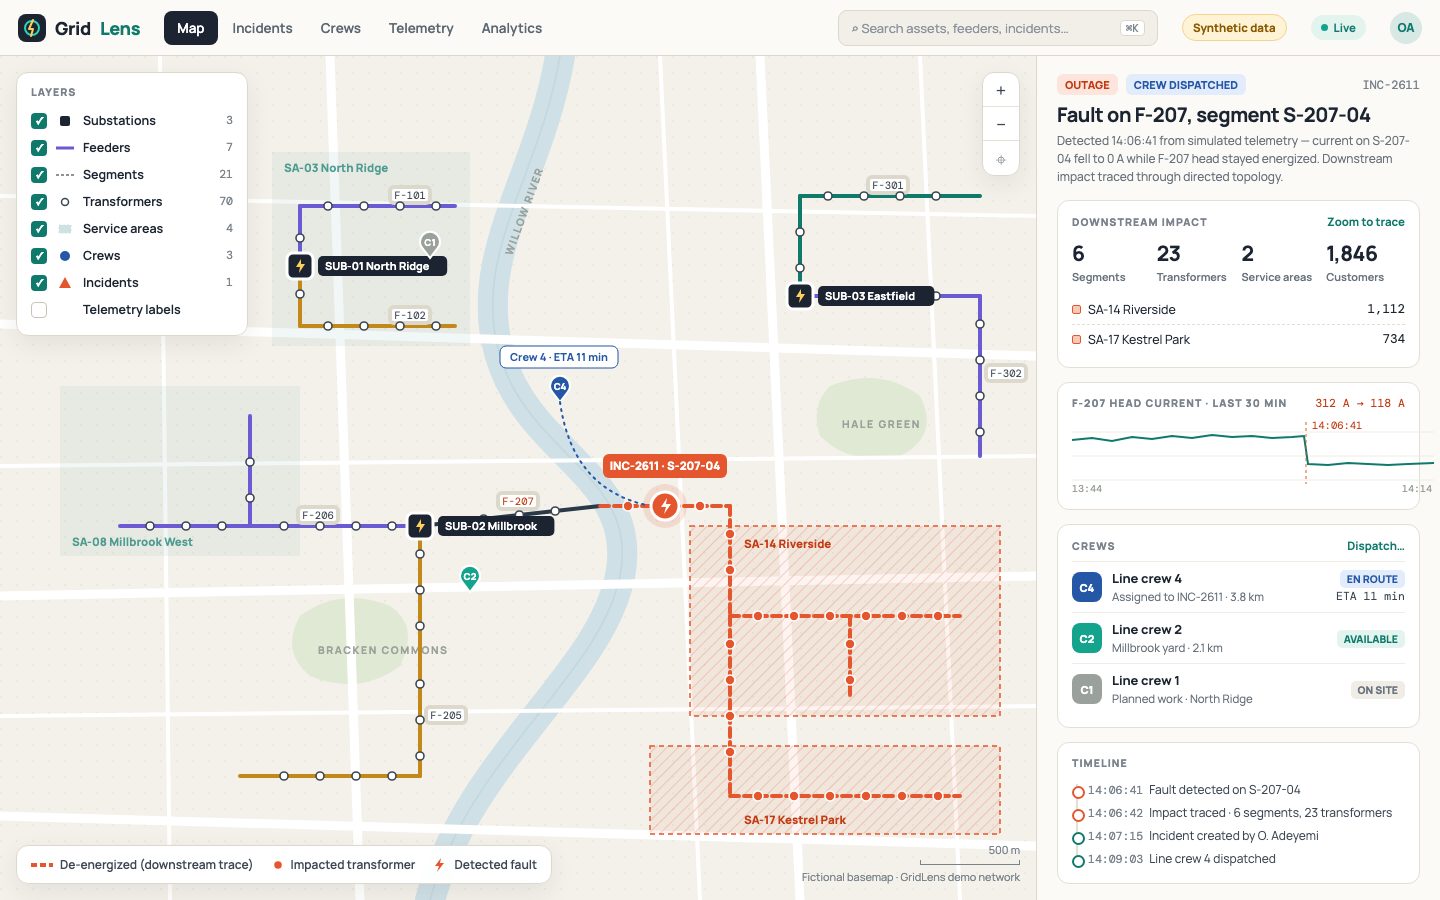 Grid Lens
Map
Incidents
Crews
Telemetry
Analytics
Search assets, feeders, incidents...
⌘K
Synthetic data
Live
OA
LAYERS
Substations 3
Feeders 7
Segments 21
Transformers 70
Service areas 4
Crews 3
Incidents 1
Telemetry labels
+
−
SA-03 North Ridge
F-101
C1
SUB-01 North Ridge
F-102
WILLOW RIVER
F-301
SUB-03 Eastfield
F-302
Crew 4 · ETA 11 min
C4
HALE GREEN
INC-2611 · S-207-04
F-207
F-206
SUB-02 Millbrook
SA-08 Millbrook West
C2
SA-14 Riverside
BRACKEN COMMONS
F-205
SA-17 Kestrel Park
De-energized (downstream trace)
Impacted transformer
Detected fault
500 m
Fictional basemap · GridLens demo network
OUTAGE
CREW DISPATCHED
INC-2611
Fault on F-207, segment S-207-04
Detected 14:06:41 from simulated telemetry — current on S-207-
04 fell to 0 A while F-207 head stayed energized. Downstream
impact traced through directed topology.
DOWNSTREAM IMPACT
Zoom to trace
6 23 2 1,846
Segments Transformers Service areas Customers
SA-14 Riverside 1,112
SA-17 Kestrel Park 734
F-207 HEAD CURRENT · LAST 30 MIN
312 A → 118 A
14:06:41
13:44
14:14
CREWS
Dispatch...
C4
Line crew 4
EN ROUTE
Assigned to INC-2611 · 3.8 km
ETA 11 min
C2
Line crew 2
Millbrook yard · 2.1 km
AVAILABLE
C1
Line crew 1
Planned work · North Ridge
ON SITE
TIMELINE
14:06:41 Fault detected on S-207-04
14:06:42 Impact traced · 6 segments, 23 transformers
14:07:15 Incident created by O. Adeyemi
14:09:03 Line crew 4 dispatched